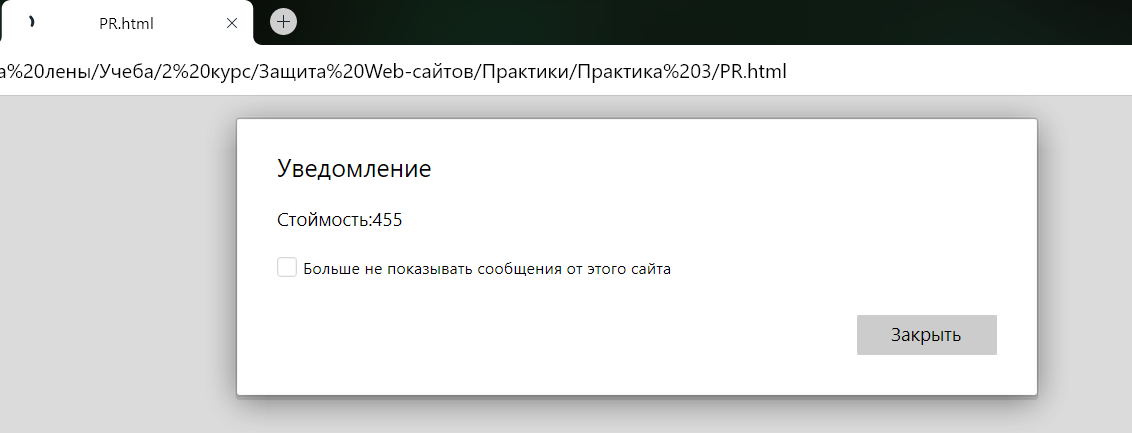 PR.html
а%20лены/Учеба/2%20курс/Защита%20Web-сайтов/Практики/Практика%203/PR.html
Уведомление
Стоймость:455
Больше не показывать сообщения от этого сайта
Закрыть